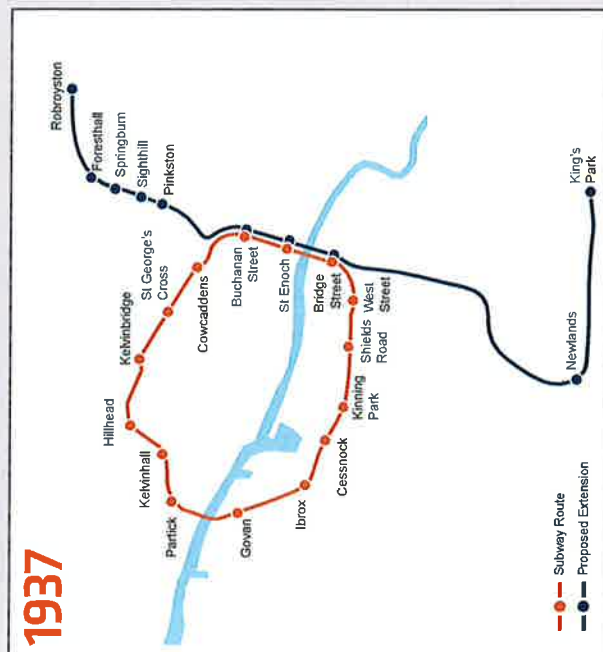 1937
Robroyston
Foresthall
Springburn
Sighthill
Pinkston
St George's
Cross
Kelvinbridge
Cowcaddens
Hillhead
Buchanan
Street
Kelvinhall
St Enoch
Partick
Bridge
Street
West
Street
Govan
Shields
Road
Kinning
Park
Ibrox
Cessnock
King's
Park
Newlands
Subway Route
Proposed Extension